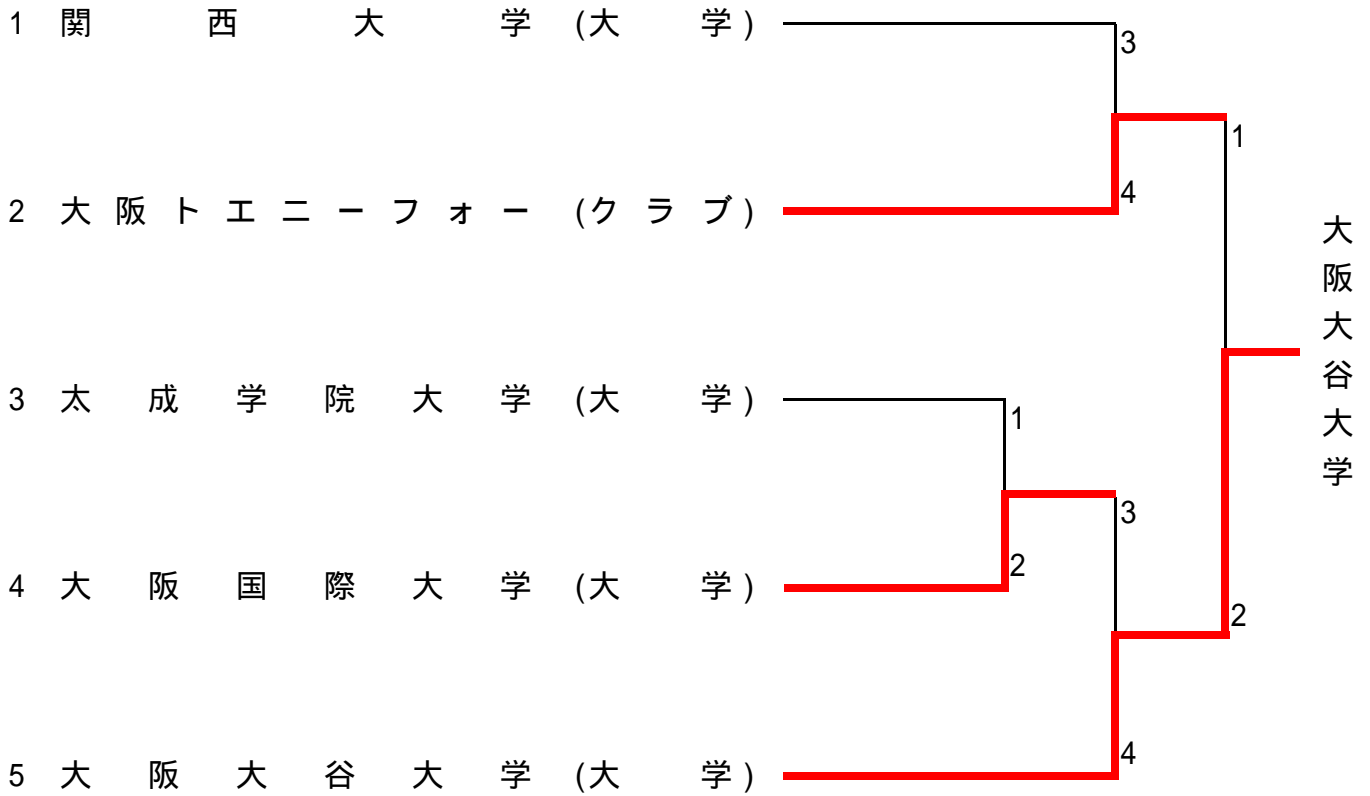 1 関西大学 (大学) 3
1
2 大阪トエニーフォー (クラブ) 4
大阪大谷大学
3 太成学院大学 (大学) 1
3
4 大阪国際大学 (大学) 2
2
5 大阪大谷大学 (大学) 4